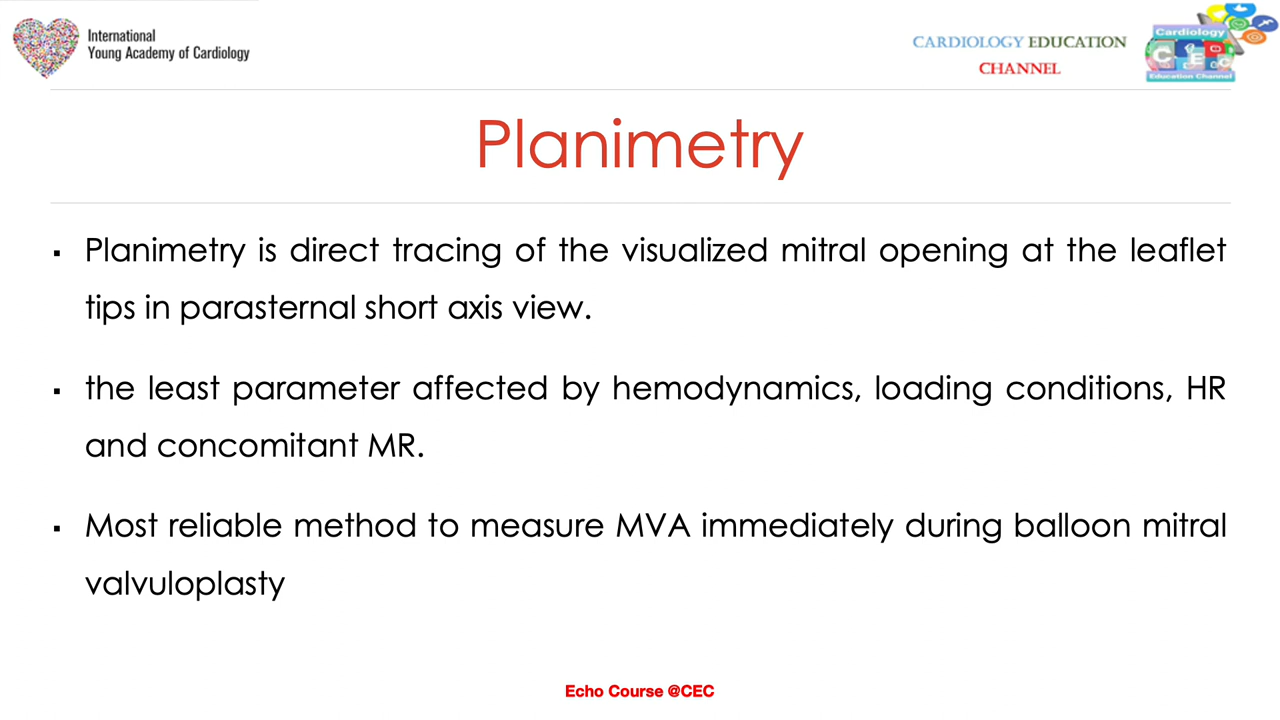 International
Young Academy of Cardiology
CARDIOLOGY EDUCATION
CHANNEL
Cardiology
C E C
Education Channel
Planimetry
▪ Planimetry is direct tracing of the visualized mitral opening at the leaflet
tips in parasternal short axis view.
▪ the least parameter affected by hemodynamics, loading conditions, HR
and concomitant MR.
▪ Most reliable method to measure MVA immediately during balloon mitral
valvuloplasty
Echo Course @CEC